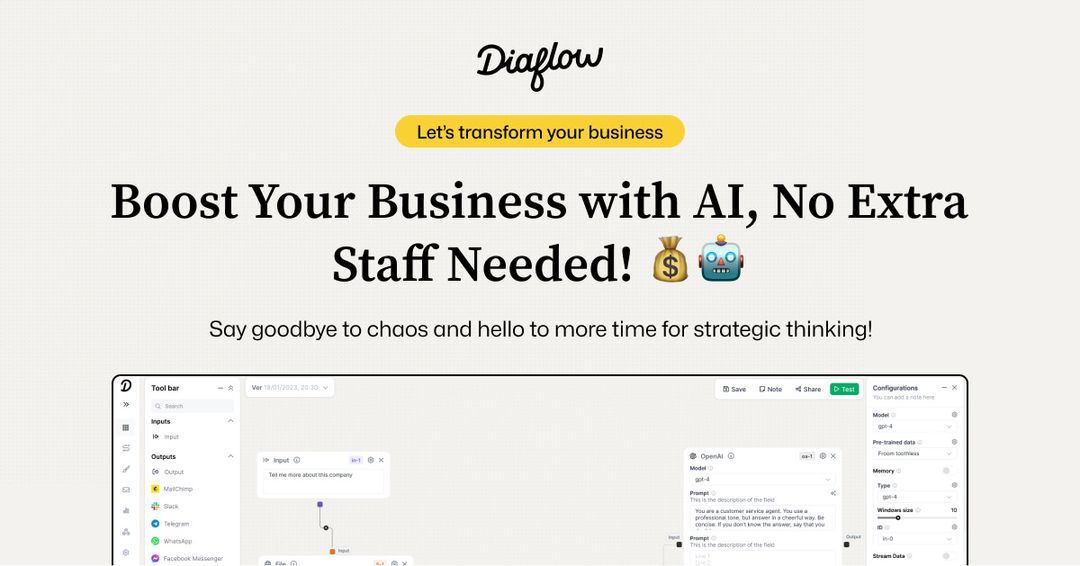 Diaflow
Let's transform your business
Boost Your Business with AI, No Extra
Staff Needed! 💰🤖
Say goodbye to chaos and hello to more time for strategic thinking!
Tool bar
Search
Inputs
Input
Outputs
Output
MailChimp
Slack
Telegram
WhatsApp
Facebook Messenger
Ver 19/01/2023, 20:30
Save
Note
Share
Test
Input
in-1
Tell me more about this company
Input
File
OpenAI
oa-1
Model
gpt-4
Prompt
This is the description of the field
You are a customer service agent. You use a
professional tone, but answer in a cheerful way. Be
concise. If you don't know the answer, say that you
Prompt
This is the description of the field
Line 1
Input
Output
Configurations
You can add a note here
Model
gpt-4
Pre-trained data
Froom toothless
Memory
Type
gpt-4
Windows size
10
ID
in-0
Stream Data